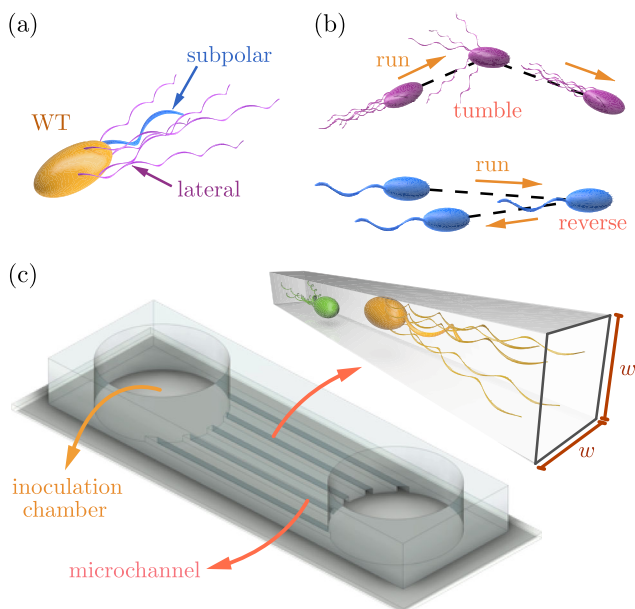 (a)
subpolar
WT
lateral
(b)
run
tumble
run
reverse
(c)
w
w
inoculation
chamber
microchannel